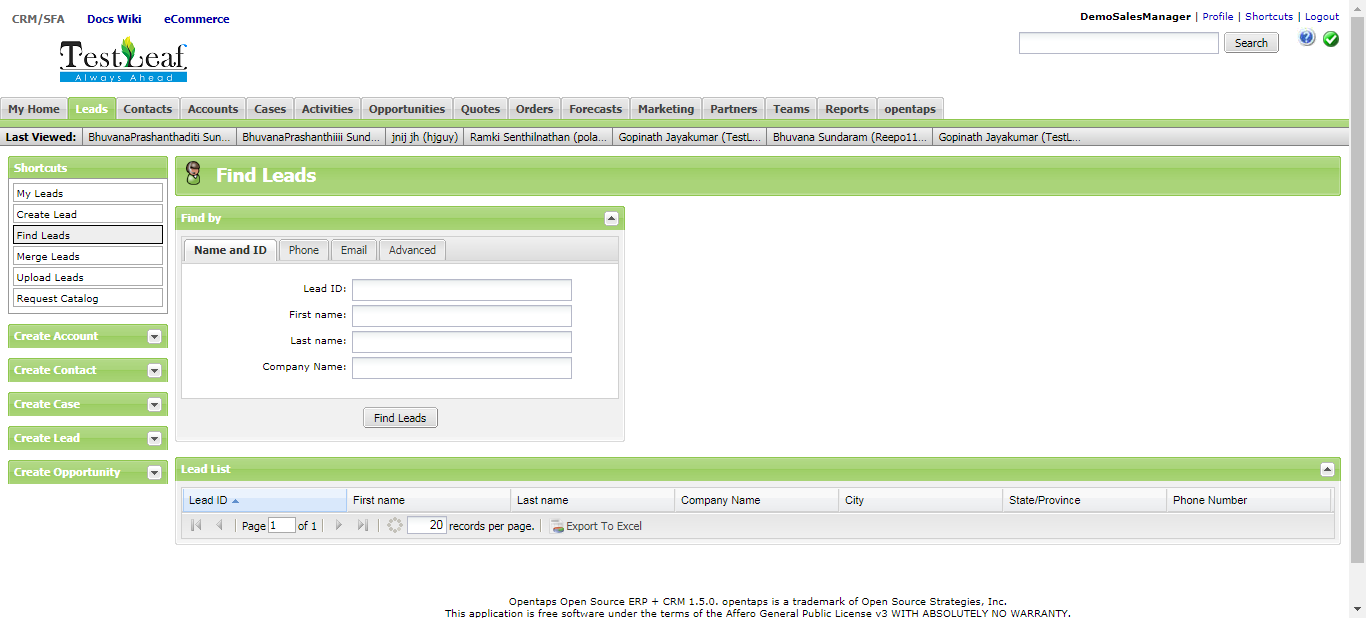 CRM/SFA Docs Wiki eCommerce
DemoSalesManager | Profile | Shortcuts | Logout
TestLeaf
Always Ahead
Search
My Home Leads Contacts Accounts Cases Activities Opportunities Quotes Orders Forecasts Marketing Partners Teams Reports opentaps
Last Viewed: BhuvanaPrashanthaditi Sun... BhuvanaPrashanthiiii Sund... jnij jh (hjguy) Ramki Senthilnathan (pola... Gopinath Jayakumar (TestL... Bhuvana Sundaram (Reepo11... Gopinath Jayakumar (TestL...
Shortcuts
My Leads
Create Lead
Find Leads
Merge Leads
Upload Leads
Request Catalog
Create Account
Create Contact
Create Case
Create Lead
Create Opportunity
Find Leads
Find by
Name and ID Phone Email Advanced
Lead ID:
First name:
Last name:
Company Name:
Find Leads
Lead List
Lead ID First name Last name Company Name City State/Province Phone Number
Page 1 of 1 20 records per page. Export To Excel
Opentaps Open Source ERP + CRM 1.5.0. opentaps is a trademark of Open Source Strategies, Inc.
This application is free software under the terms of the Affero General Public License v3 WITH ABSOLUTELY NO WARRANTY.